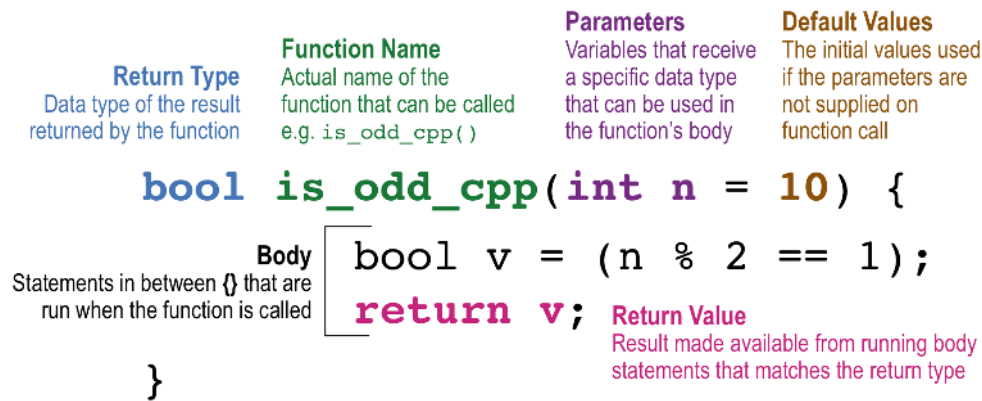 Return Type
Data type of the result
returned by the function
Function Name
Actual name of the
function that can be called
e.g. is_odd_cpp()
Parameters
Variables that receive
a specific data type
that can be used in
the function's body
Default Values
The initial values used
if the parameters are
not supplied on
function call
bool is_odd_cpp(int n = 10) {
Body
Statements in between {} that are
run when the function is called
bool v = (n % 2 == 1);
return v;
Return Value
Result made available from running body
statements that matches the return type
}